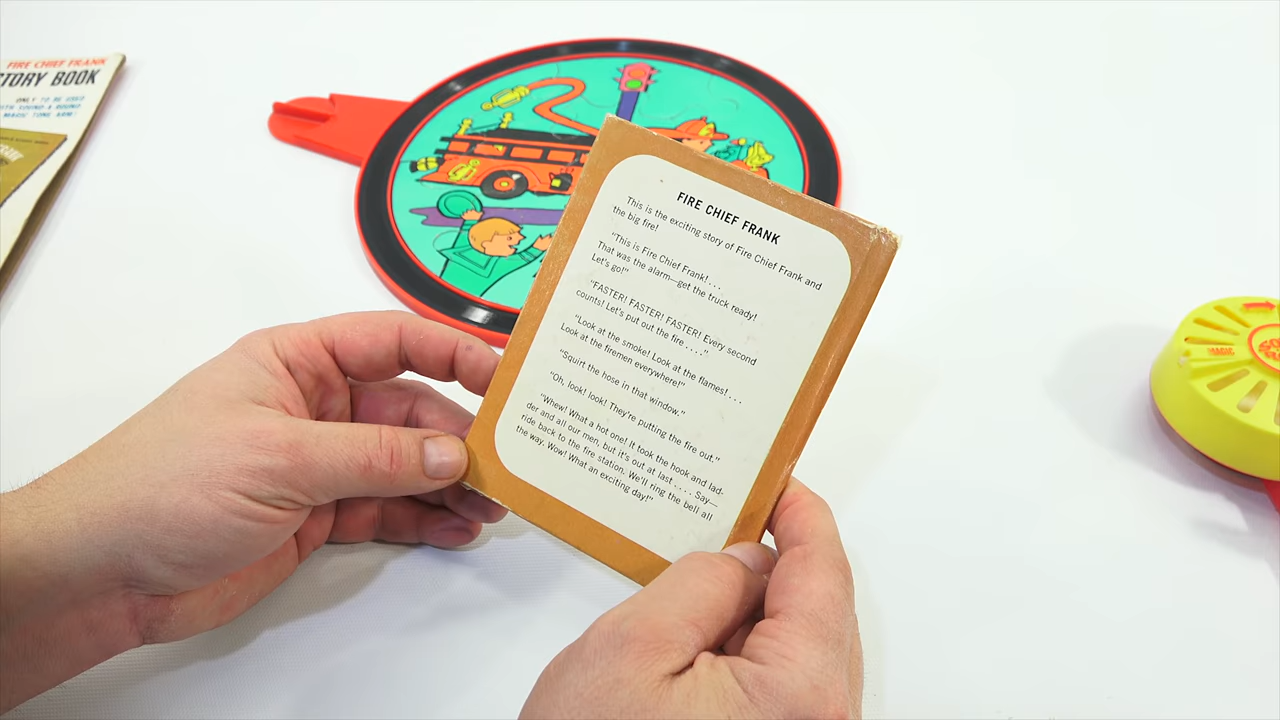 FIRE CHIEF FRANK
TORY BOOK
ONLY TO BE USED
WITH SOUND-A-ROUND
MAGIC TONE ARM!
FIRE CHIEF FRANK
This is the exciting story of Fire Chief Frank and
the big fire!
"This is Fire Chief Frank! . . .
That was the alarm—get the truck ready!
Let's go!"
"FASTER! FASTER! FASTER! Every second
counts! Let's put out the fire . . . ."
"Look at the smoke! Look at the flames! . . .
Look at the firemen everywhere!"
"Squirt the hose in that window."
"Oh, look! look! They're putting the fire out."
"Whew! What a hot one! It took the hook and lad-
der and all our men, but it's out at last . . . . Say—
ride back to the fire station. We'll ring the bell all
the way. Wow! What an exciting day!"